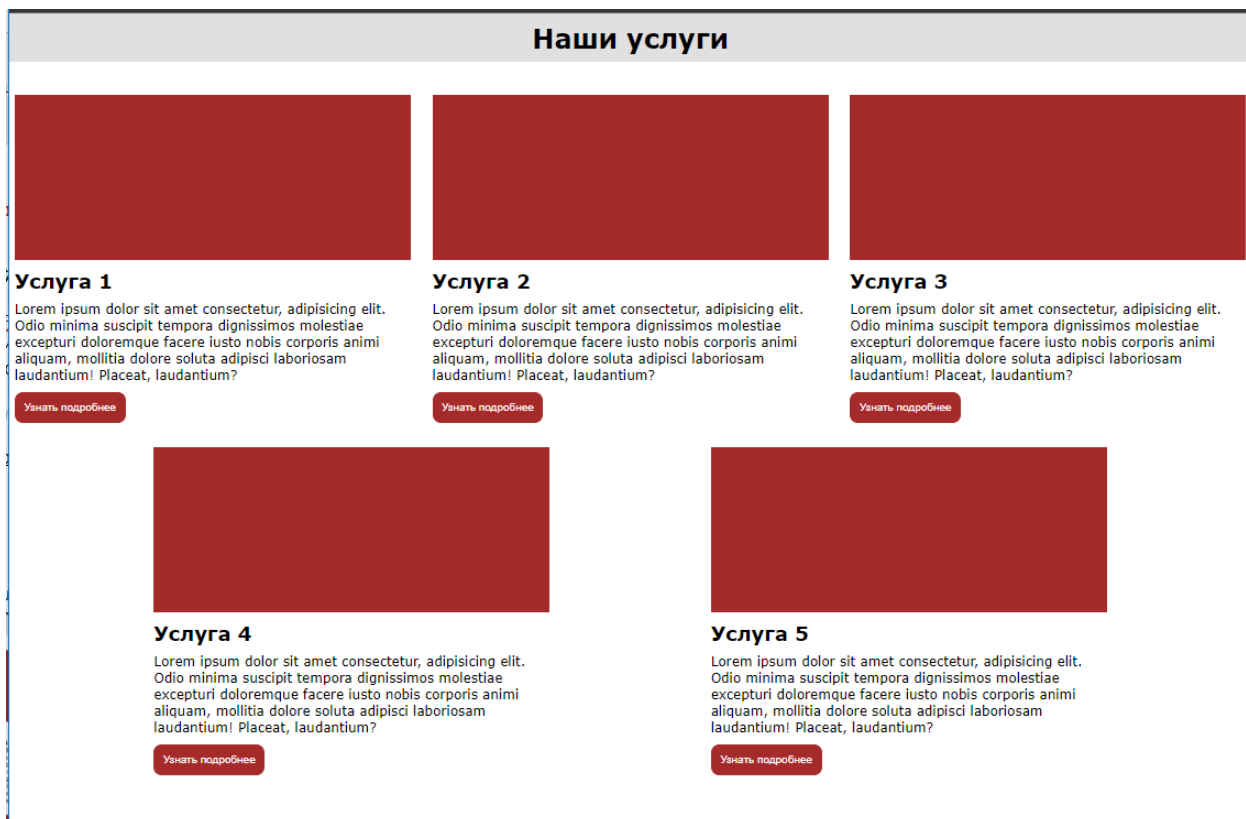 Наши услуги
Услуга 1
Lorem ipsum dolor sit amet consectetur, adipisicing elit.
Odio minima suscipit tempora dignissimos molestiae
excepturi doloremque facere iusto nobis corporis animi
aliquam, mollitia dolore soluta adipisci laboriosam
laudantium! Placeat, laudantium?
Узнать подробнее
Услуга 2
Lorem ipsum dolor sit amet consectetur, adipisicing elit.
Odio minima suscipit tempora dignissimos molestiae
excepturi doloremque facere iusto nobis corporis animi
aliquam, mollitia dolore soluta adipisci laboriosam
laudantium! Placeat, laudantium?
Узнать подробнее
Услуга 3
Lorem ipsum dolor sit amet consectetur, adipisicing elit.
Odio minima suscipit tempora dignissimos molestiae
excepturi doloremque facere iusto nobis corporis animi
aliquam, mollitia dolore soluta adipisci laboriosam
laudantium! Placeat, laudantium?
Узнать подробнее
Услуга 4
Lorem ipsum dolor sit amet consectetur, adipisicing elit.
Odio minima suscipit tempora dignissimos molestiae
excepturi doloremque facere iusto nobis corporis animi
aliquam, mollitia dolore soluta adipisci laboriosam
laudantium! Placeat, laudantium?
Узнать подробнее
Услуга 5
Lorem ipsum dolor sit amet consectetur, adipisicing elit.
Odio minima suscipit tempora dignissimos molestiae
excepturi doloremque facere iusto nobis corporis animi
aliquam, mollitia dolore soluta adipisci laboriosam
laudantium! Placeat, laudantium?
Узнать подробнее